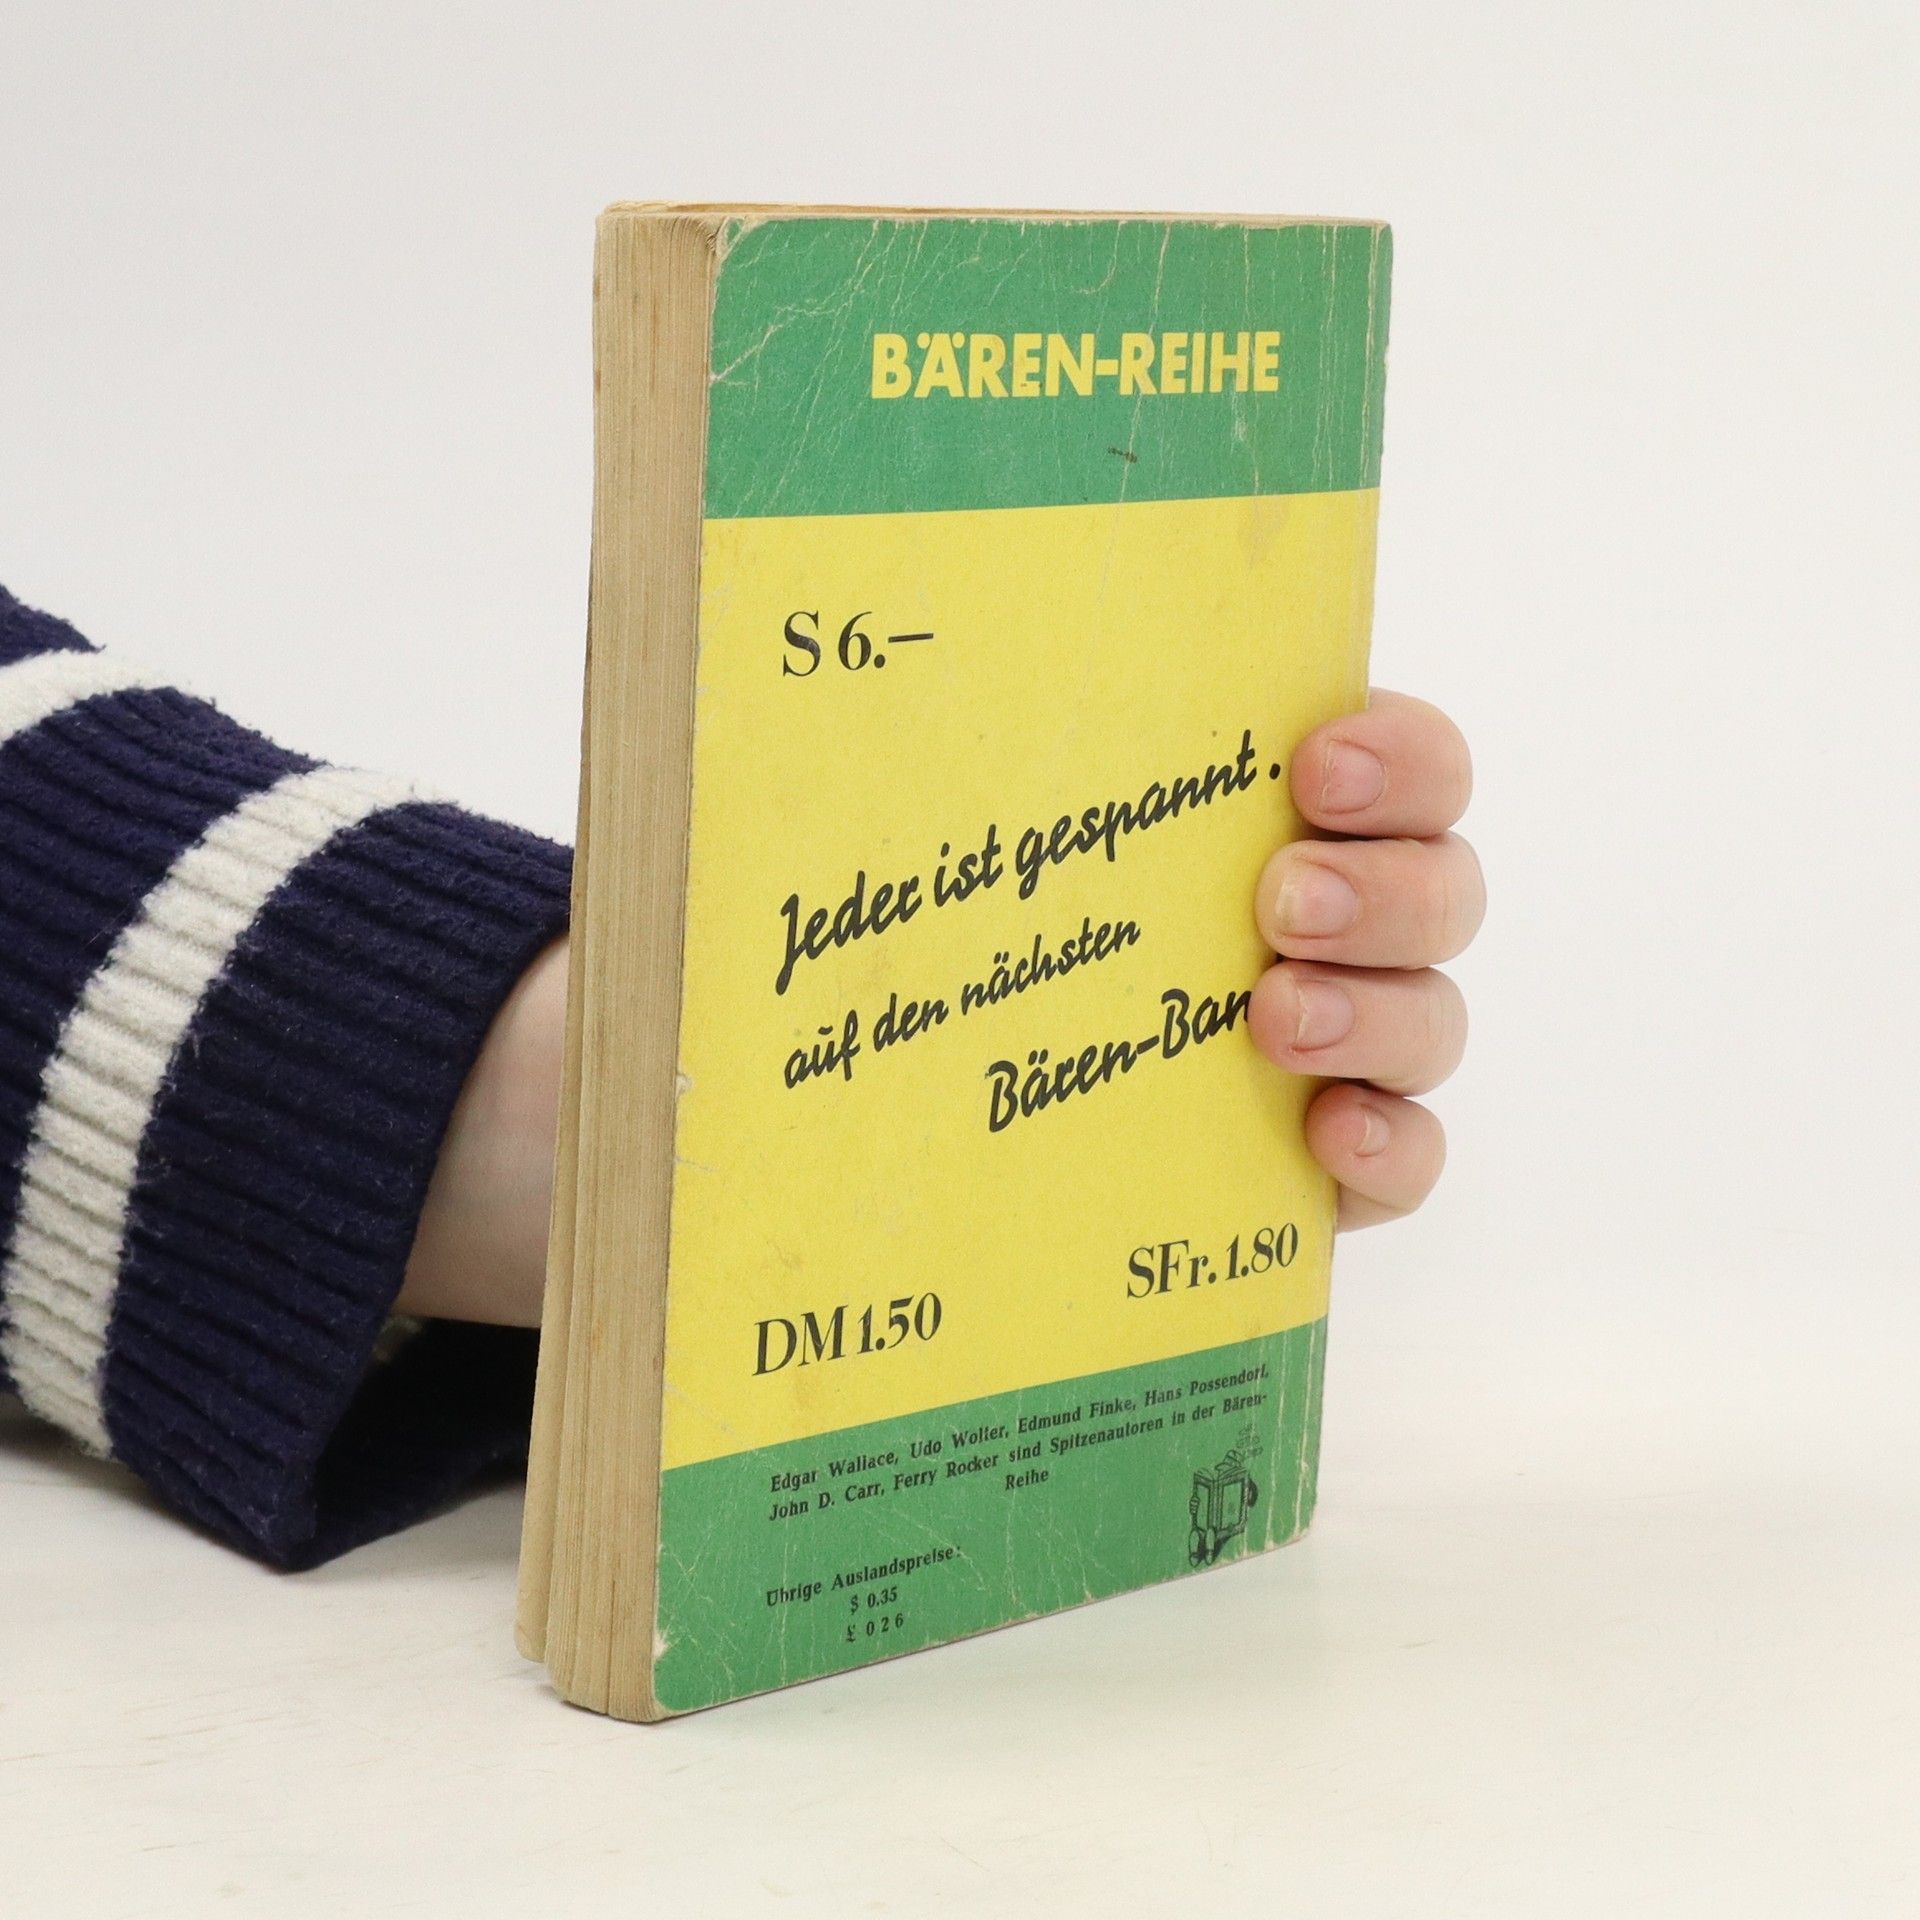 BÄREN-REIHE
S 6.–
Jeder ist gespannt.
auf den nächsten
Bären-Ban
DM 1.50
SFr. 1.80
Edgar Wallace, Udo Wolter, Edmund Finke, Hans Possendorf,
John D. Carr, Ferry Rocker sind Spitzenautoren in der Bären-
Reihe
Übrige Auslandspreise:
$ 0.35
£ 0 2 6